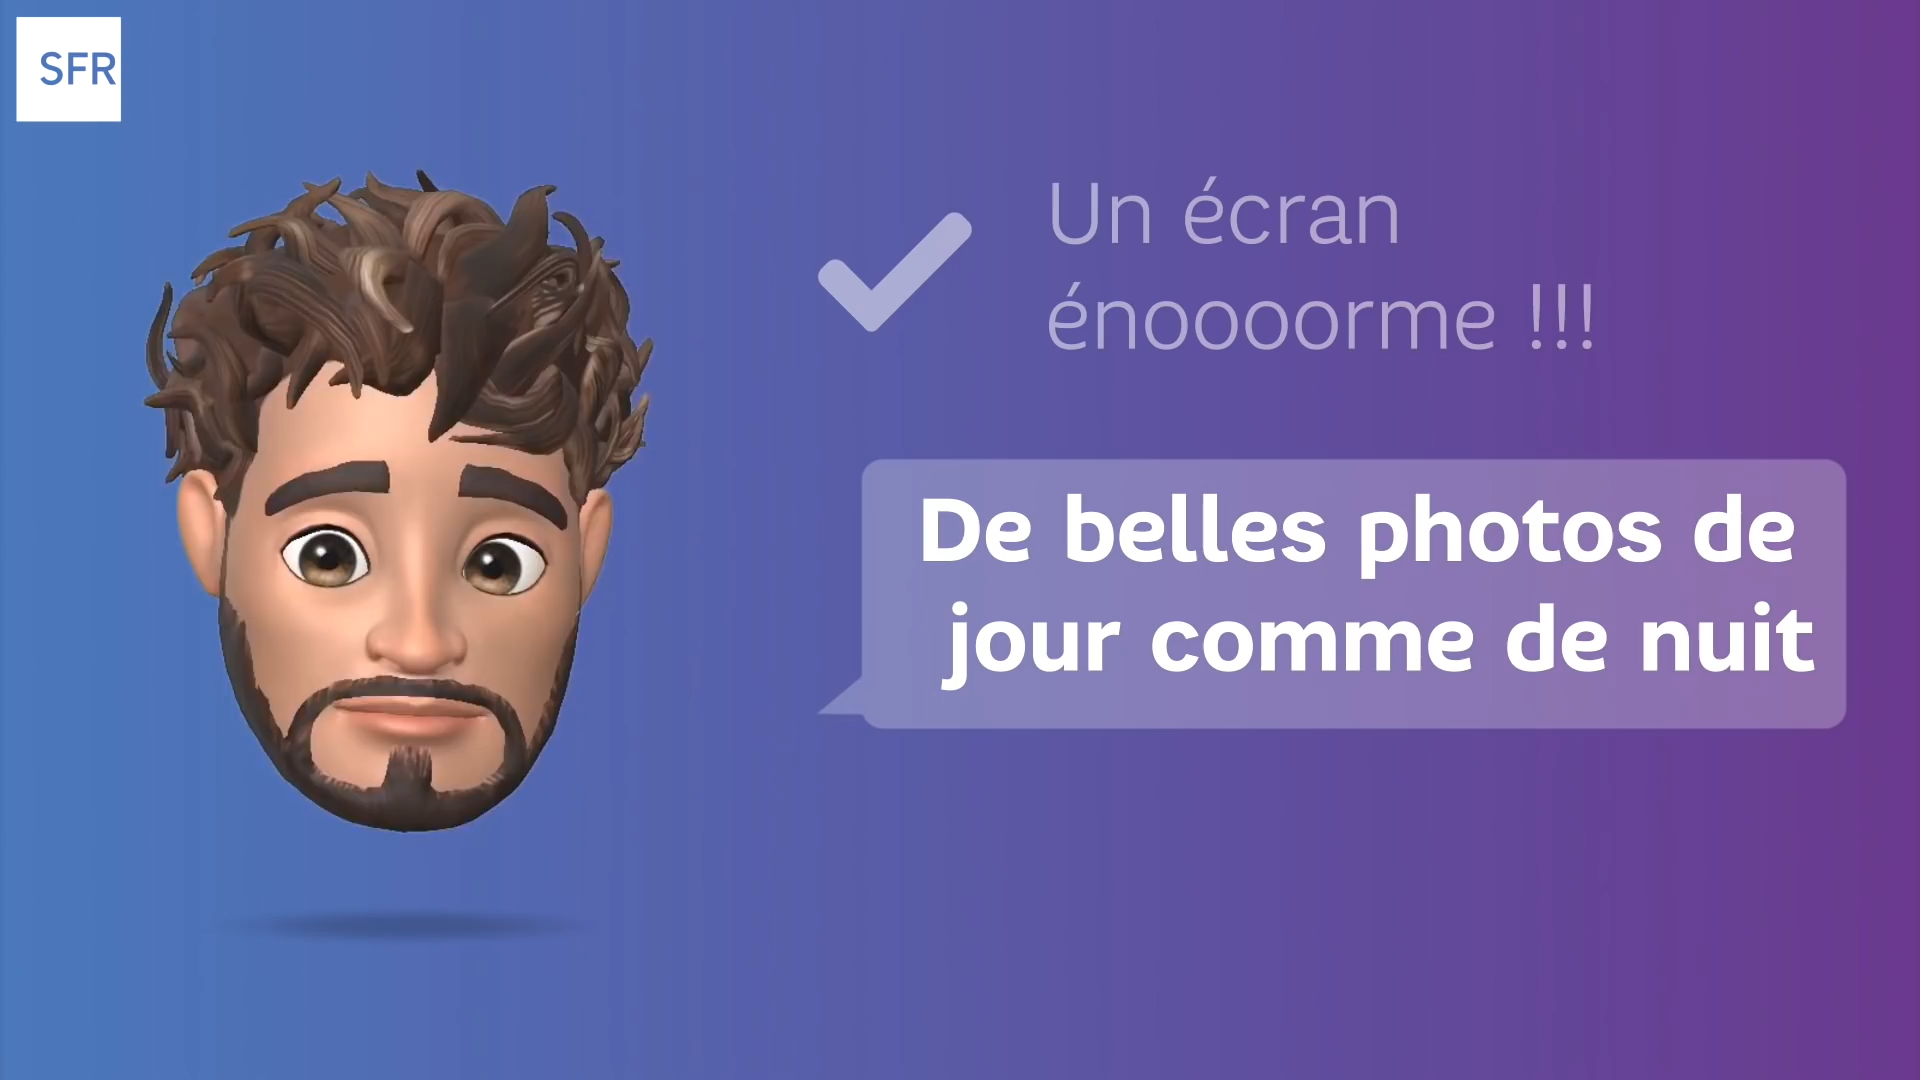 SFR
Un écran
énoooorme !!!
De belles photos de
jour comme de nuit